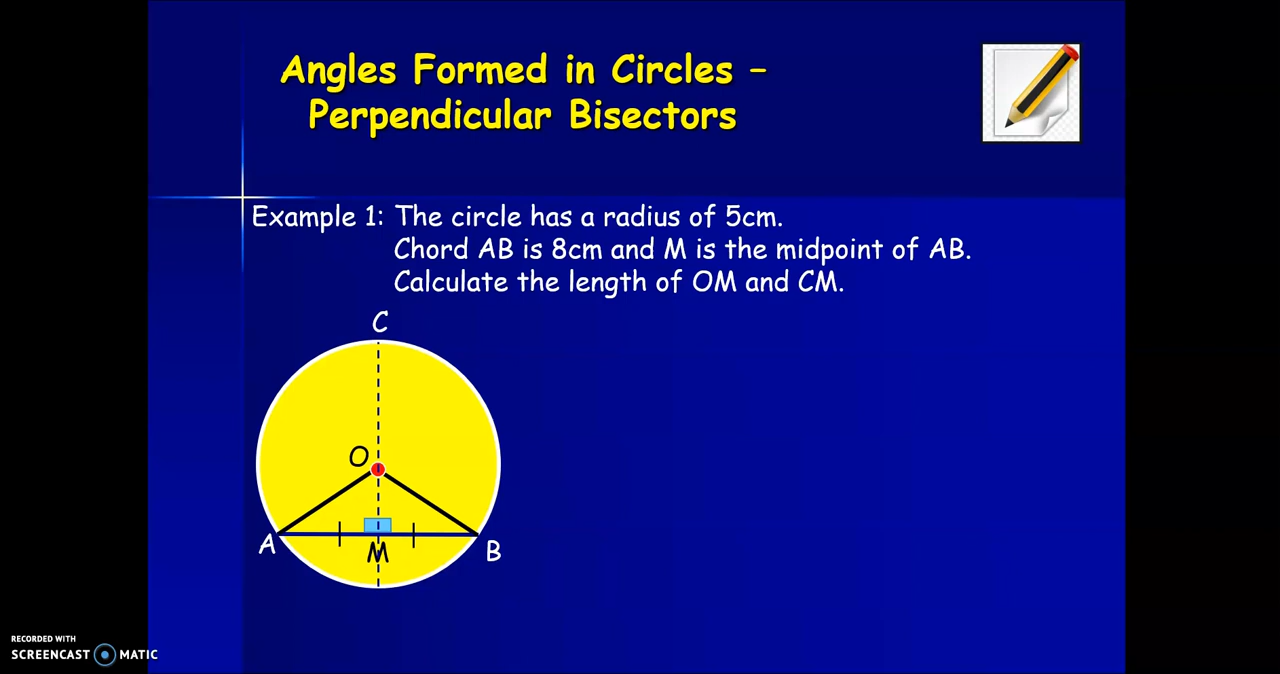 Angles Formed in Circles –
Perpendicular Bisectors
Example 1: The circle has a radius of 5cm.
Chord AB is 8cm and M is the midpoint of AB.
Calculate the length of OM and CM.
C
O
A
M
B
RECORDED WITH
SCREENCAST MATIC